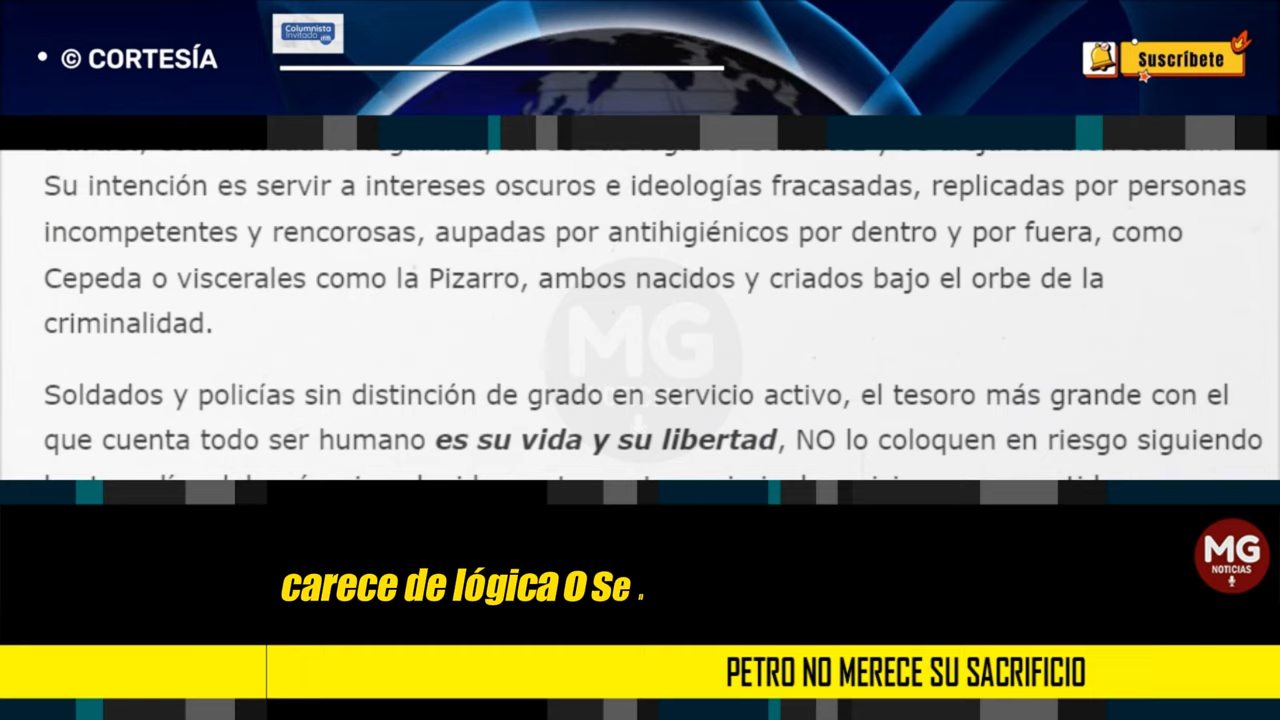 Columnista
Invitado
• © CORTESÍA
Suscríbete
Su intención es servir a intereses oscuros e ideologías fracasadas, replicadas por personas
incompetentes y rencorosas, aupadas por antihigiénicos por dentro y por fuera, como
Cepeda o viscerales como la Pizarro, ambos nacidos y criados bajo el orbe de la
criminalidad.
MG
Soldados y policías sin distinción de grado en servicio activo, el tesoro más grande con el
que cuenta todo ser humano es su vida y su libertad, NO lo coloquen en riesgo siguiendo
MG
NOTICIAS
carece de lógica O Se .
PETRO NO MERECE SU SACRIFICIO